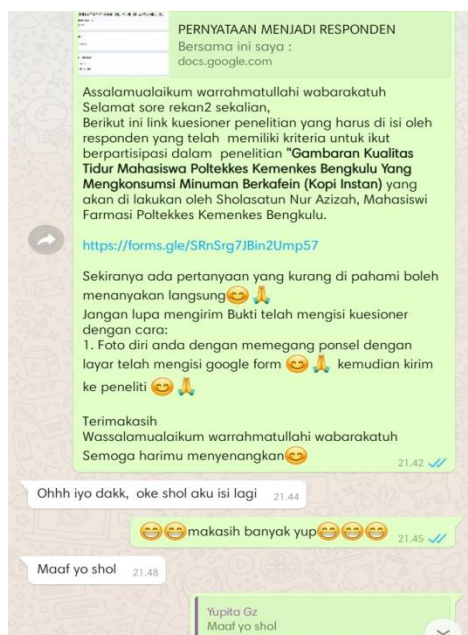 PERNYATAAN MENJADI RESPONDEN
Bersama ini saya :
docs.google.com
Assalamualaikum warrahmatullahi wabarakatuh
Selamat sore rekan2 sekalian,
Berikut ini link kuesioner penelitian yang harus di isi oleh
responden yang telah memiliki kriteria untuk ikut
berpartisipasi dalam penelitian "Gambaran Kualitas
Tidur Mahasiswa Poltekkes Kemenkes Bengkulu Yang
Mengkonsumsi Minuman Berkafein (Kopi Instan) yang
akan di lakukan oleh Sholasatun Nur Azizah, Mahasiswi
Farmasi Poltekkes Kemenkes Bengkulu.
https://forms.gle/SRnSrg7JBin2Ump57
Sekiranya ada pertanyaan yang kurang di pahami boleh
menanyakan langsung😊🙏
Jangan lupa mengirim Bukti telah mengisi kuesioner
dengan cara:
1. Foto diri anda dengan memegang ponsel dengan
layar telah mengisi google form 😊🙏 kemudian kirim
ke peneliti 😊🙏
Terimakasih
Wassalamualaikum warrahmatullahi wabarakatuh
Semoga harimu menyenangkan😊
21.42
Ohhh iyo dakk, oke shol aku isi lagi 21.44
😁😁makasih banyak yup😁😁😁 21.45
Maaf yo shol 21.48
Yupita Gz
Maaf yo shol